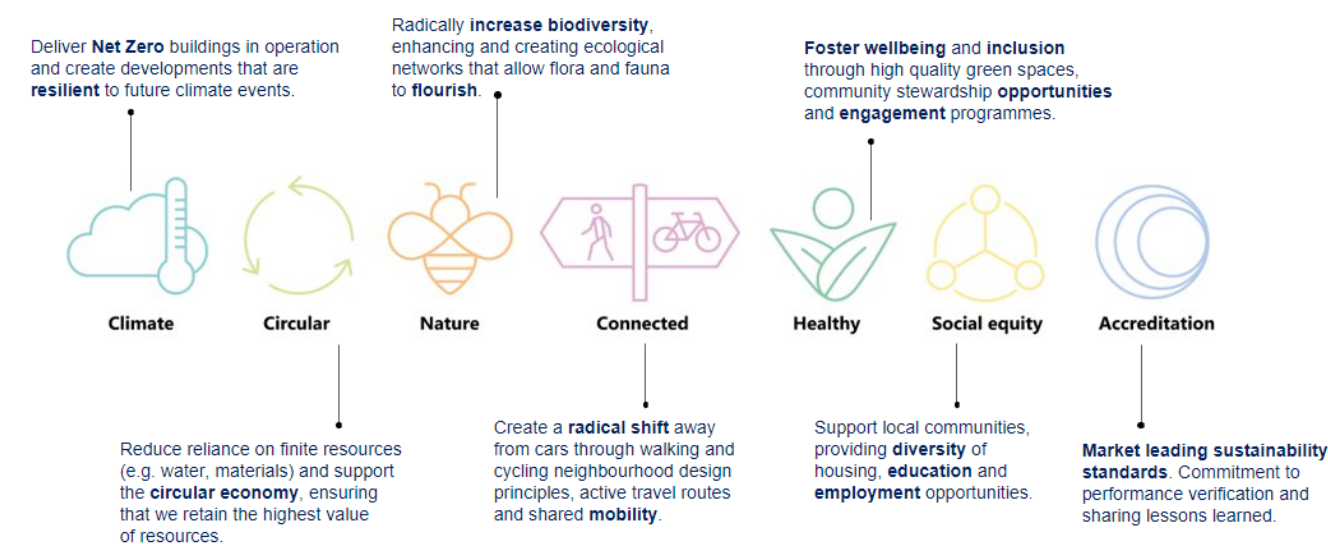 Deliver Net Zero buildings in operation
and create developments that are
resilient to future climate events.
Radically increase biodiversity,
enhancing and creating ecological
networks that allow flora and fauna
to flourish.
Foster wellbeing and inclusion
through high quality green spaces,
community stewardship opportunities
and engagement programmes.
Climate
Circular
Nature
Connected
Healthy
Social equity
Accreditation
Reduce reliance on finite resources
(e.g. water, materials) and support
the circular economy, ensuring
that we retain the highest value
of resources.
Create a radical shift away
from cars through walking and
cycling neighbourhood design
principles, active travel routes
and shared mobility.
Support local communities,
providing diversity of
housing, education and
employment opportunities.
Market leading sustainability
standards. Commitment to
performance verification and
sharing lessons learned.